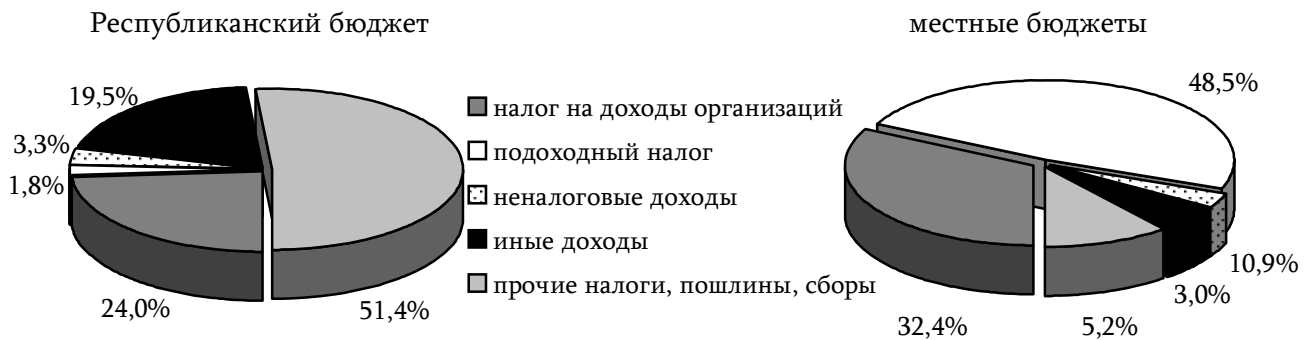 Республиканский бюджет
местные бюджеты
19,5%
3,3%
1,8%
24,0%
51,4%
налог на доходы организаций
подоходный налог
неналоговые доходы
иные доходы
прочие налоги, пошлины, сборы
48,5%
10,9%
3,0%
5,2%
32,4%